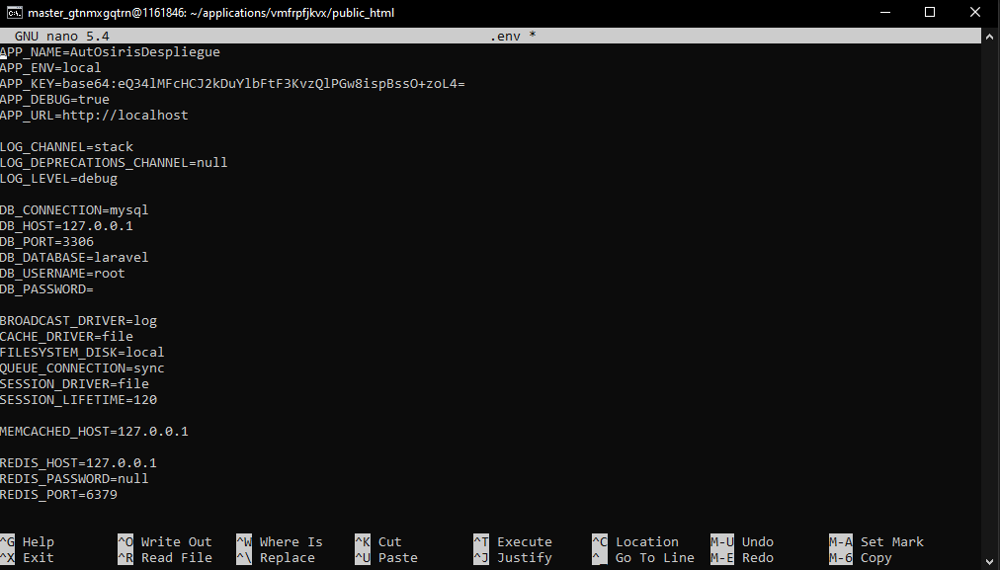 master_gtnmxgqtrn@1161846: ~/applications/vmfrpfjkvx/public_html
GNU nano 5.4 .env *
APP_NAME=AutOsirisDespliegue
APP_ENV=local
APP_KEY=base64:eQ34lMFcHCJ2kDuYlbFtF3KvzQlPGw8ispBssO+zoL4=
APP_DEBUG=true
APP_URL=http://localhost
LOG_CHANNEL=stack
LOG_DEPRECATIONS_CHANNEL=null
LOG_LEVEL=debug
DB_CONNECTION=mysql
DB_HOST=127.0.0.1
DB_PORT=3306
DB_DATABASE=laravel
DB_USERNAME=root
DB_PASSWORD=
BROADCAST_DRIVER=log
CACHE_DRIVER=file
FILESYSTEM_DISK=local
QUEUE_CONNECTION=sync
SESSION_DRIVER=file
SESSION_LIFETIME=120
MEMCACHED_HOST=127.0.0.1
REDIS_HOST=127.0.0.1
REDIS_PASSWORD=null
REDIS_PORT=6379
^G Help ^O Write Out ^W Where Is ^K Cut ^T Execute ^C Location M-U Undo M-A Set Mark
^X Exit ^R Read File ^\ Replace ^U Paste ^J Justify ^_ Go To Line M-E Redo M-6 Copy